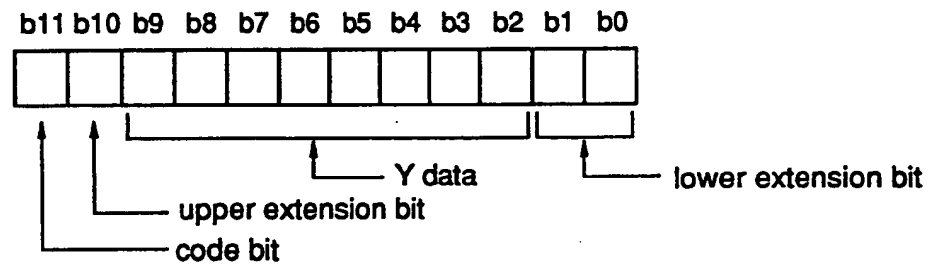 b11 b10 b9 b8 b7 b6 b5 b4 b3 b2 b1 b0
Y data
lower extension bit
upper extension bit
code bit